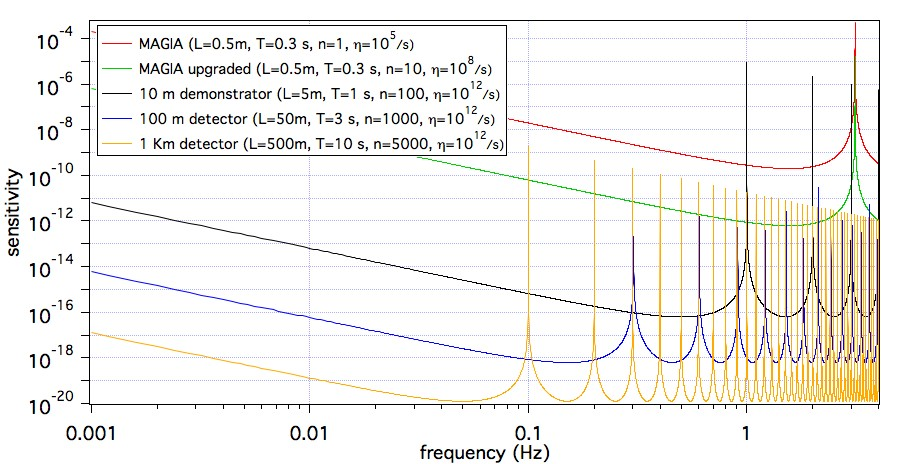 MAGIA (L=0.5m, T=0.3 s, n=1, η=10⁵/s)
MAGIA upgraded (L=0.5m, T=0.3 s, n=10, η=10⁸/s)
10 m demonstrator (L=5m, T=1 s, n=100, η=10¹²/s)
100 m detector (L=50m, T=3 s, n=1000, η=10¹²/s)
1 Km detector (L=500m, T=10 s, n=5000, η=10¹²/s)
sensitivity
10⁻⁴
10⁻⁶
10⁻⁸
10⁻¹⁰
10⁻¹²
10⁻¹⁴
10⁻¹⁶
10⁻¹⁸
10⁻²⁰
0.001 0.01 0.1 1
frequency (Hz)